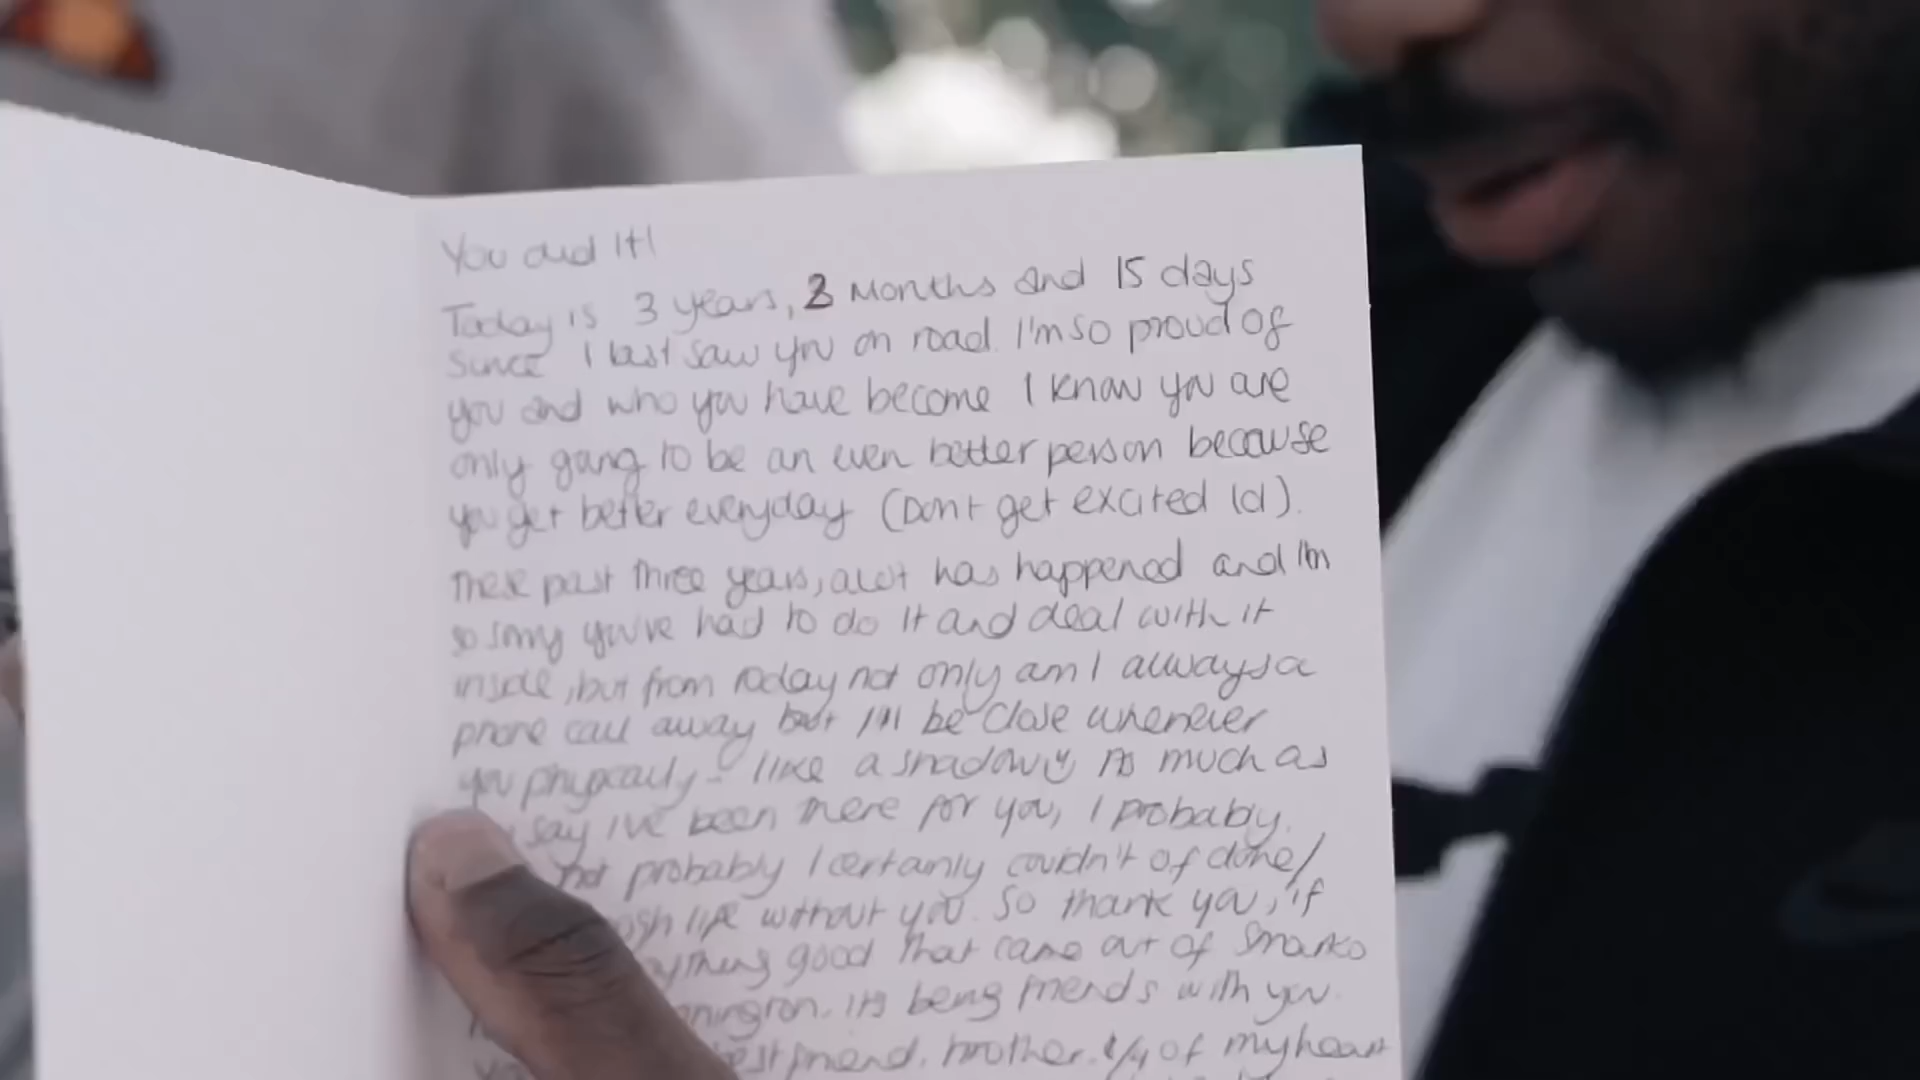 You did it!
Today is 3 years, 2 Months and 15 days
since I last saw you on road. I'm so proud of
you and who you have become I know you are
only going to be an even better person because
you get better everyday (Dont get excited lol).
These past three years, alot has happened and I'm
so sorry you've had to do it and deal with it
inside, but from today not only am I always a
phone call away but I'll be close whenever
you physically - like a shadow As much as
say I've been there for you, I probably,
not probably I certainly couldn't of done/
life without you. So thank you, if
good that came out of
its being friends with you.
best friend, brother, 1/4 of my heart